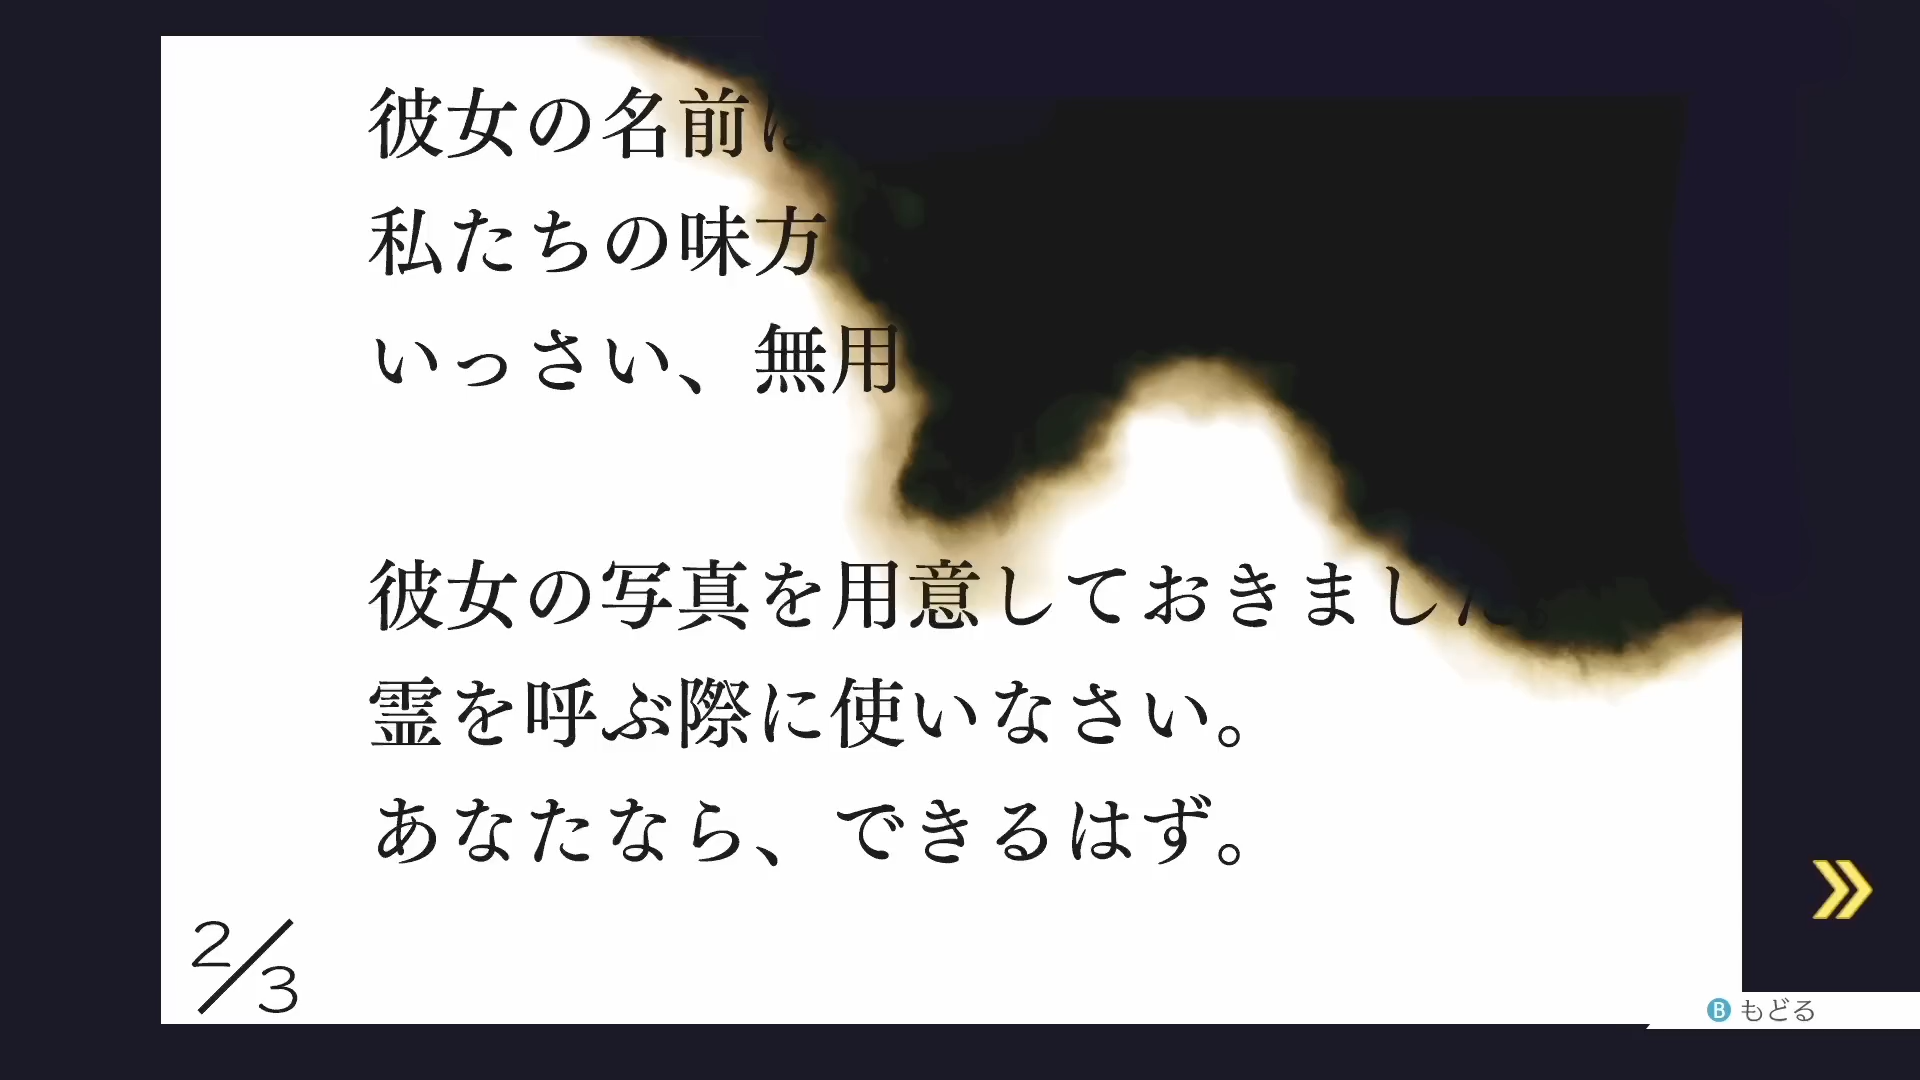 彼女の名前は
私たちの味方
いっさい、無用
彼女の写真を用意しておきました。
霊を呼ぶ際に使いなさい。
あなたなら、できるはず。
2/3
B もどる